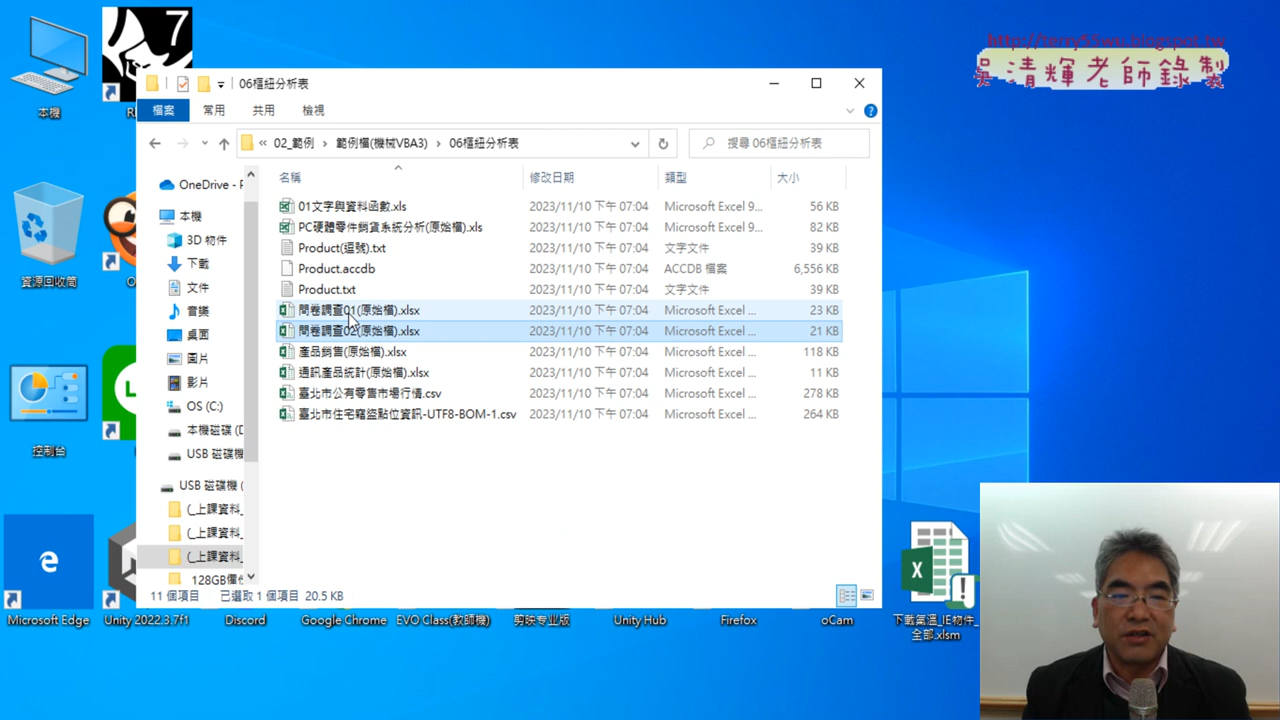 http://terry55wu.blogspot.tw
吳清輝老師錄製
7
本機
資源回收筒
控制台
06樞紐分析表
檔案
常用
共用
檢視
02_範例
範例檔(機械VBA3)
06樞紐分析表
搜尋 06樞紐分析表
名稱
修改日期
類型
大小
01文字與資料函數.xls 2023/11/10 下午 07:04 Microsoft Excel 9... 56 KB
PC硬體零件銷貨系統分析(原始檔).xls 2023/11/10 下午 07:04 Microsoft Excel 9... 82 KB
Product(逗號).txt 2023/11/10 下午 07:04 文字文件 39 KB
Product.accdb 2023/11/10 下午 07:04 ACCDB 檔案 6,556 KB
Product.txt 2023/11/10 下午 07:04 文字文件 39 KB
問卷調查01(原始檔).xlsx 2023/11/10 下午 07:04 Microsoft Excel ... 23 KB
問卷調查02(原始檔).xlsx 2023/11/10 下午 07:04 Microsoft Excel ... 21 KB
產品銷售(原始檔).xlsx 2023/11/10 下午 07:04 Microsoft Excel ... 118 KB
通訊產品統計(原始檔).xlsx 2023/11/10 下午 07:04 Microsoft Excel ... 11 KB
臺北市公有零售市場行情.csv 2023/11/10 下午 07:04 Microsoft Excel ... 278 KB
臺北市住宅竊盜點位資訊-UTF8-BOM-1.csv 2023/11/10 下午 07:04 Microsoft Excel ... 264 KB
OneDrive - F
本機
3D 物件
下載
文件
音樂
桌面
圖片
影片
OS (C:)
本機磁碟 (D
USB 磁碟機
USB 磁碟機 (
(_上課資料_
(_上課資料_
(_上課資料_
128GB備份
11 個項目 已選取 1 個項目 20.5 KB
Microsoft Edge
Unity 2022.3.7f1
Discord
Google Chrome
EVO Class(教師機)
剪映专业版
Unity Hub
Firefox
oCam
下載氣溫_IE物件_
全部.xlsm